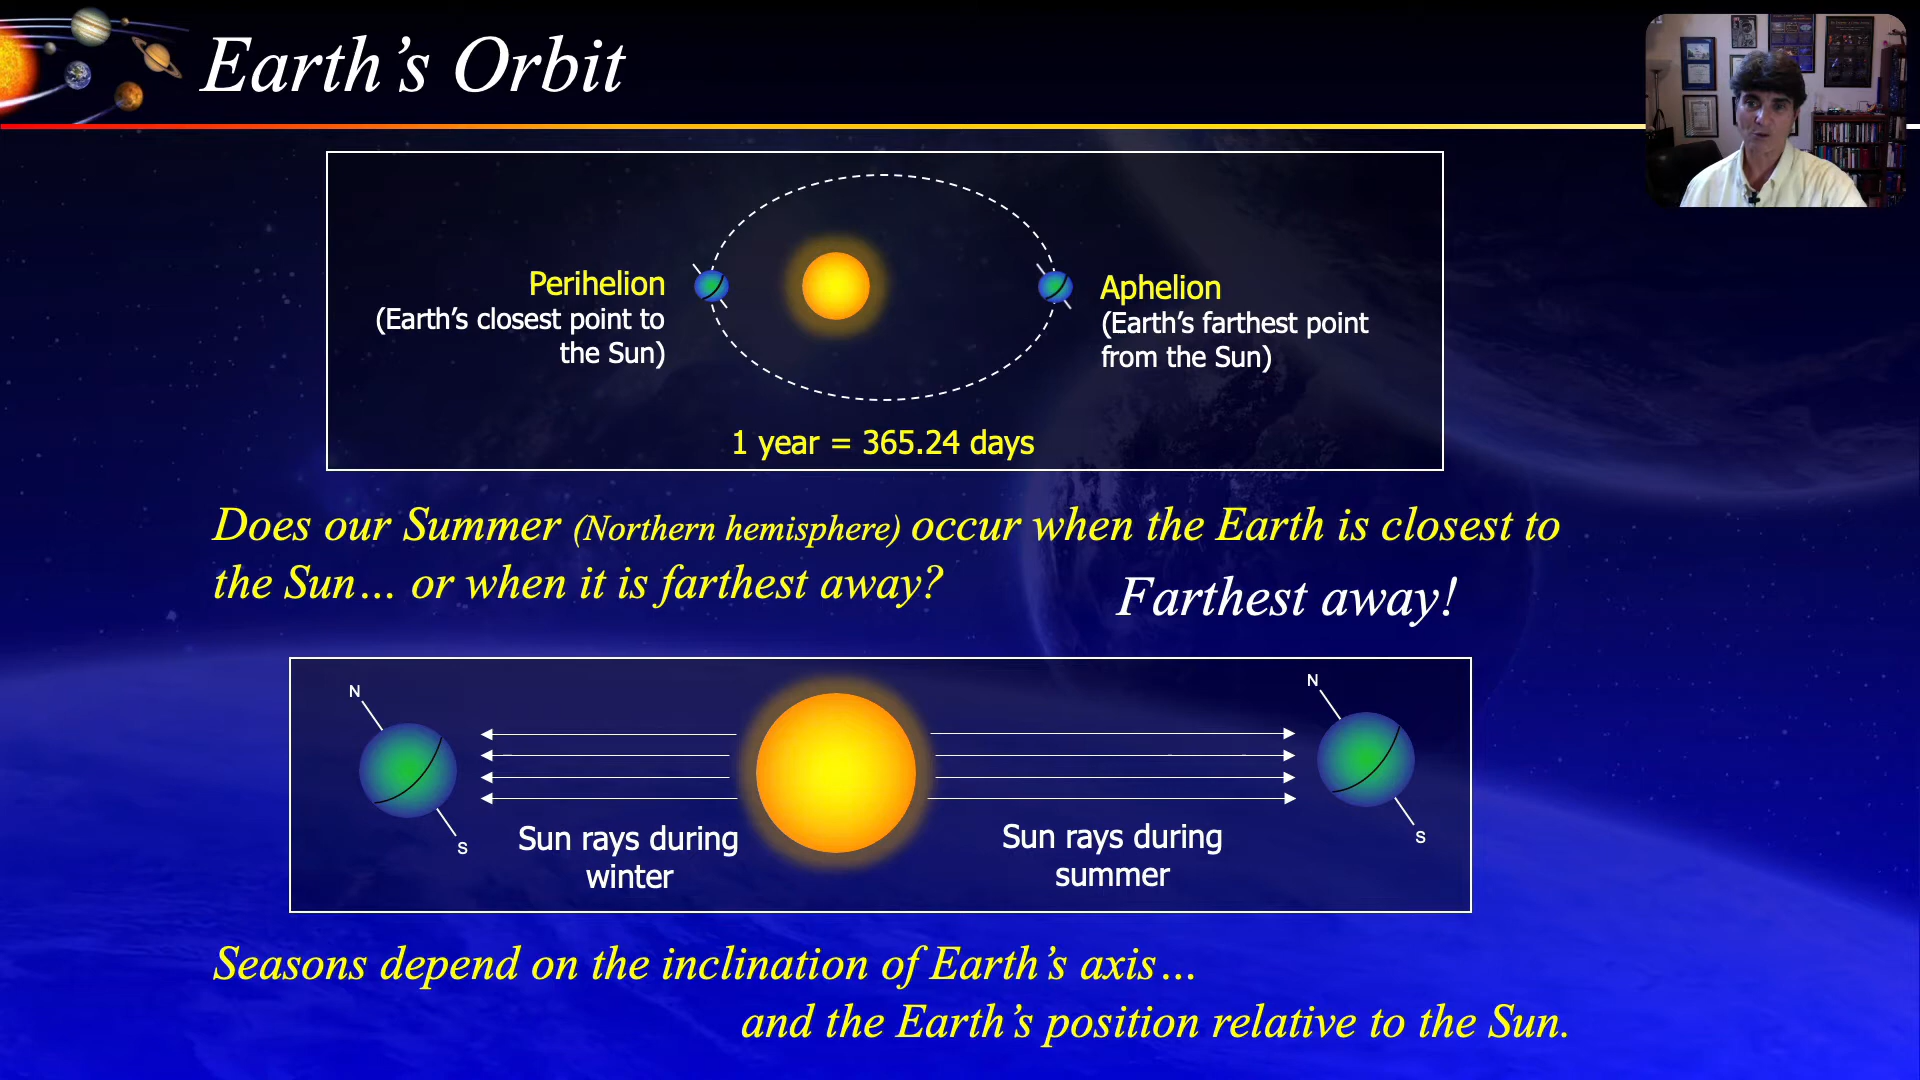 Earth’s Orbit
Perihelion
(Earth’s closest point to
the Sun)
Aphelion
(Earth’s farthest point
from the Sun)
1 year = 365.24 days
Does our Summer (Northern hemisphere) occur when the Earth is closest to
the Sun… or when it is farthest away?
Farthest away!
N
S
Sun rays during
winter
Sun rays during
summer
N
S
Seasons depend on the inclination of Earth’s axis…
and the Earth’s position relative to the Sun.